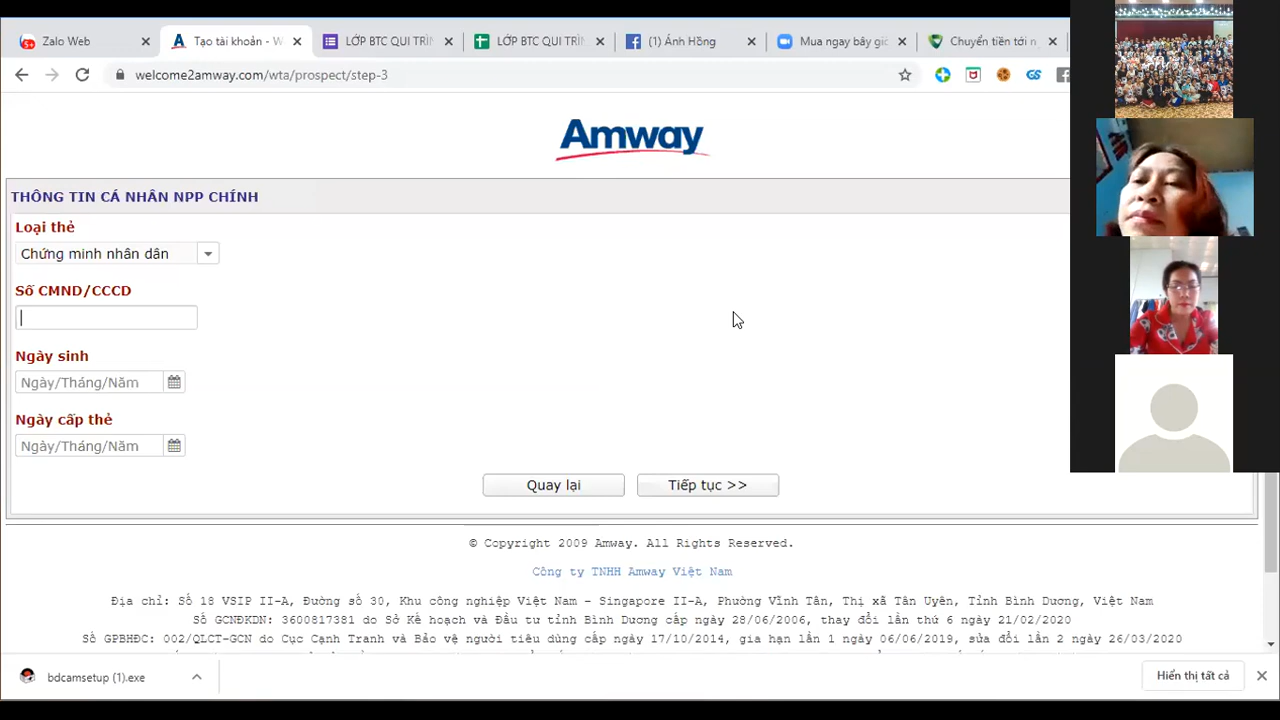 Zalo Web
Tạo tài khoản - W
LỚP BTC QUI TRÌN
LỚP BTC QUI TRÌN
(1) Ánh Hồng
Mua ngay bây giờ
Chuyển tiền tới n
welcome2amway.com/wta/prospect/step-3
Amway
THÔNG TIN CÁ NHÂN NPP CHÍNH
Loại thẻ
Chứng minh nhân dân
Số CMND/CCCD
Ngày sinh
Ngày/Tháng/Năm
Ngày cấp thẻ
Ngày/Tháng/Năm
Quay lại
Tiếp tục >>
© Copyright 2009 Amway. All Rights Reserved.
Công ty TNHH Amway Việt Nam
Địa chỉ: Số 18 VSIP II-A, Đường số 30, Khu công nghiệp Việt Nam - Singapore II-A, Phường Vĩnh Tân, Thị xã Tân Uyên, Tỉnh Bình Dương, Việt Nam
Số GCNĐKDN: 3600817381 do Sở Kế hoạch và Đầu tư tỉnh Bình Dương cấp ngày 28/06/2006, thay đổi lần thứ 6 ngày 21/02/2020
Số GPBHĐC: 002/QLCT-GCN do Cục Cạnh Tranh và Bảo vệ người tiêu dùng cấp ngày 17/10/2014, gia hạn lần 1 ngày 06/06/2019, sửa đổi lần 2 ngày 26/03/2020
bdcamsetup (1).exe
Hiển thị tất cả